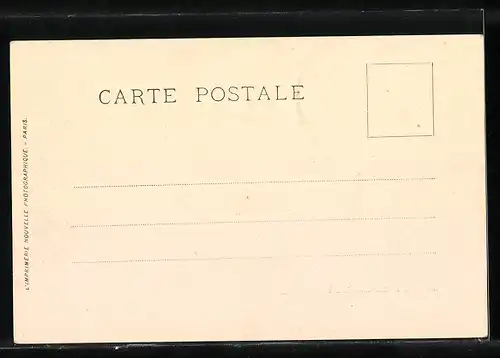 CARTE POSTALE
L'IMPRIMERIE NOUVELLE PHOTOGRAPHIQUE - PARIS.